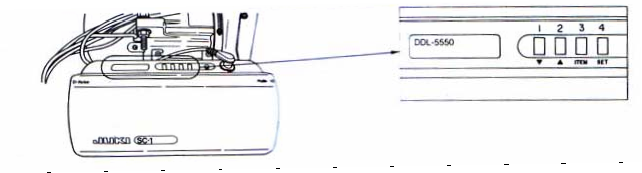 DDL-5550
1 2 3 4
▼ ▲ ITEM SET
JUKI SC-1